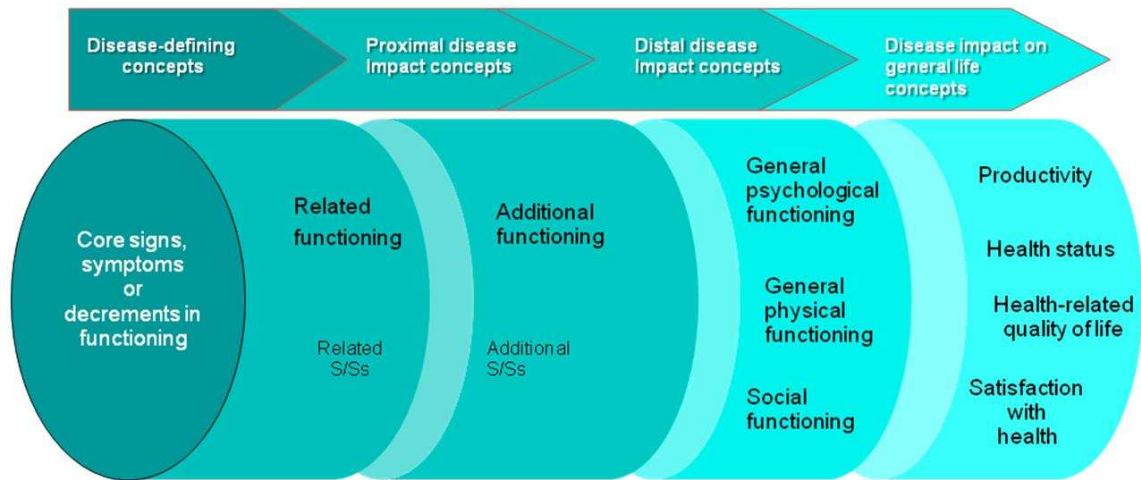 Disease-defining
concepts
Proximal disease
Impact concepts
Distal disease
Impact concepts
Disease impact on
general life
concepts
Core signs,
symptoms
or
decrements in
functioning
Related
functioning
Related
S/Ss
Additional
functioning
Additional
S/Ss
General
psychological
functioning
General
physical
functioning
Social
functioning
Productivity
Health status
Health-related
quality of life
Satisfaction
with
health